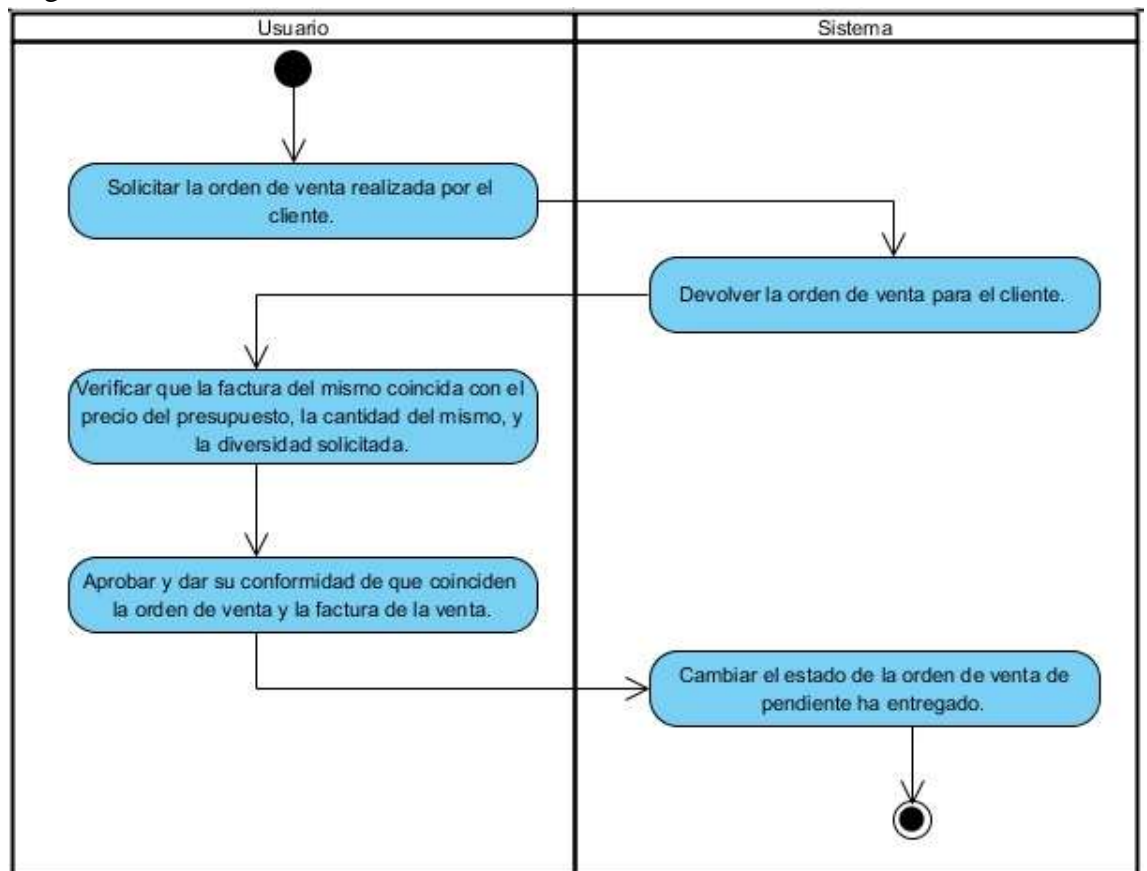 Usuario
Sistema
Solicitar la orden de venta realizada por el
cliente.
Devolver la orden de venta para el cliente.
Verificar que la factura del mismo coincida con el
precio del presupuesto, la cantidad del mismo, y
la diversidad solicitada.
Aprobar y dar su conformidad de que coinciden
la orden de venta y la factura de la venta.
Cambiar el estado de la orden de venta de
pendiente ha entregado.